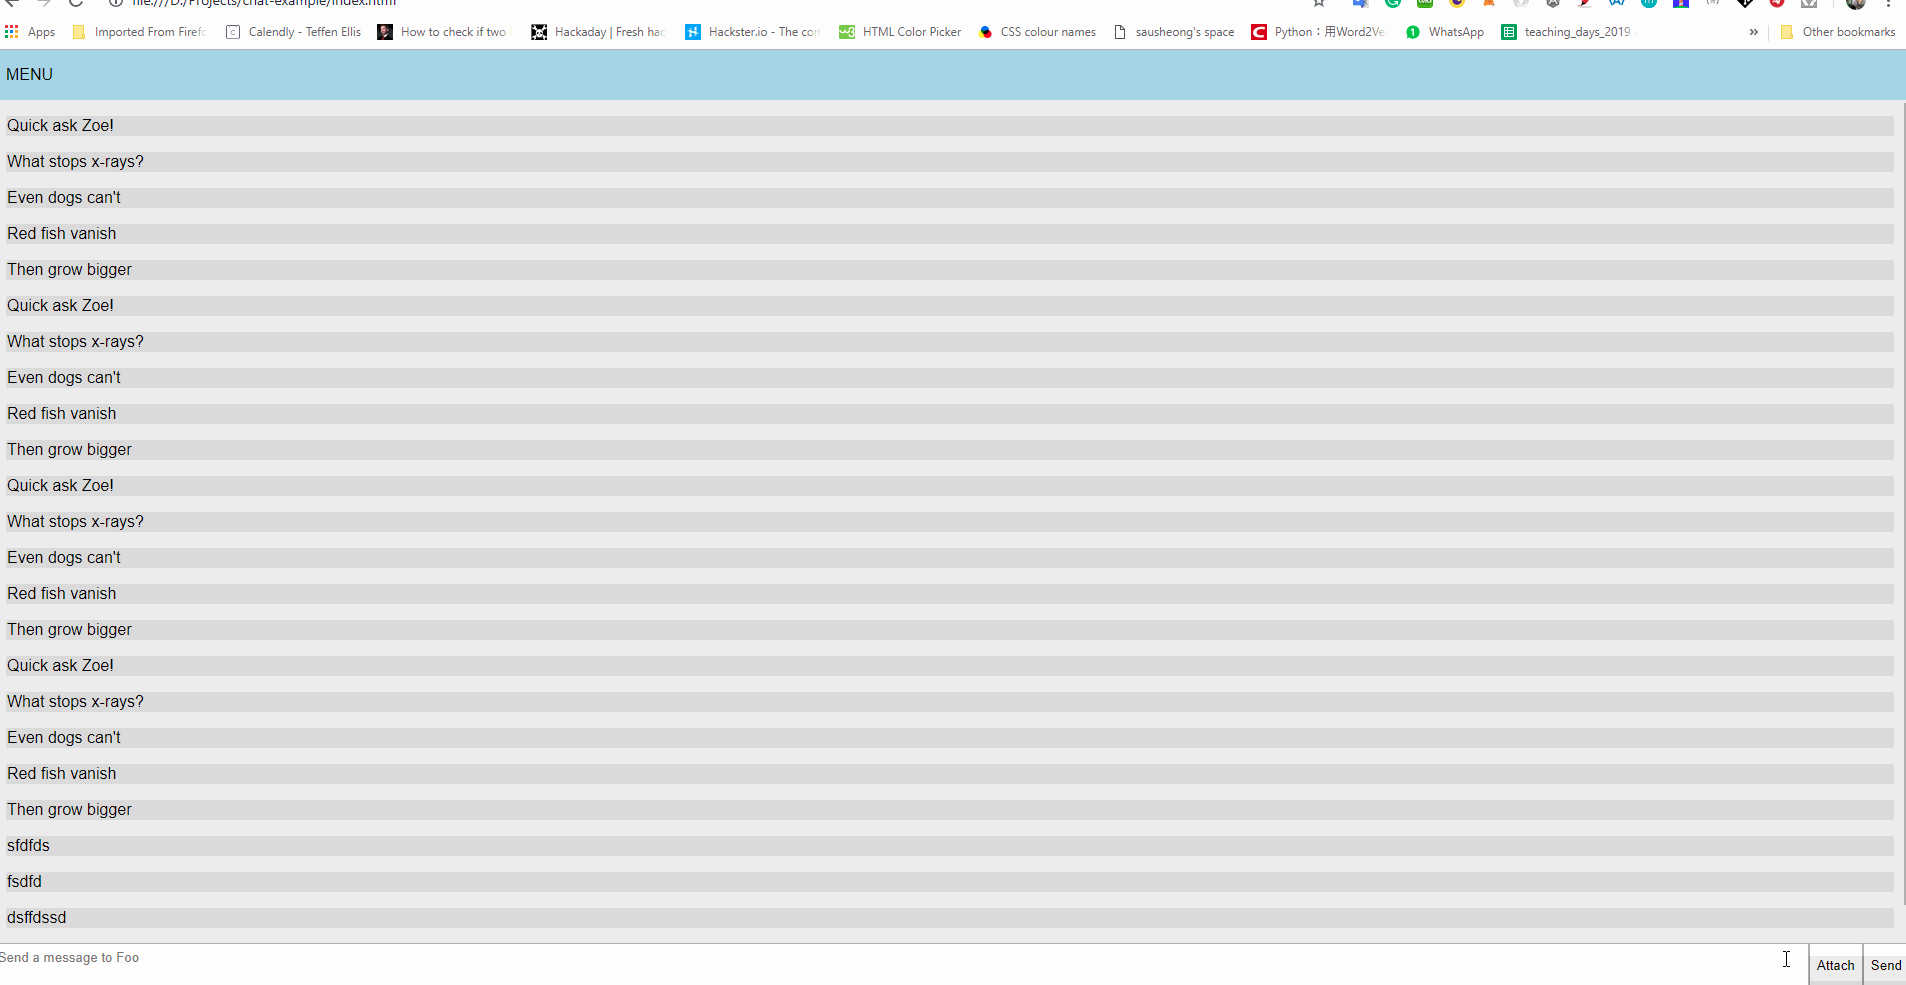 file:///D:/Projects/chat-example/index.html
Apps Imported From Firef Calendly - Teffen Ellis How to check if two Hackaday | Fresh hac Hackster.io - The con HTML Color Picker CSS colour names sausheong's space Python：用Word2Ve WhatsApp teaching_days_2019 » Other bookmarks
MENU
Quick ask Zoe!
What stops x-rays?
Even dogs can't
Red fish vanish
Then grow bigger
Quick ask Zoe!
What stops x-rays?
Even dogs can't
Red fish vanish
Then grow bigger
Quick ask Zoe!
What stops x-rays?
Even dogs can't
Red fish vanish
Then grow bigger
Quick ask Zoe!
What stops x-rays?
Even dogs can't
Red fish vanish
Then grow bigger
sfdfds
fsdfd
dsffdssd
Send a message to Foo Attach Send